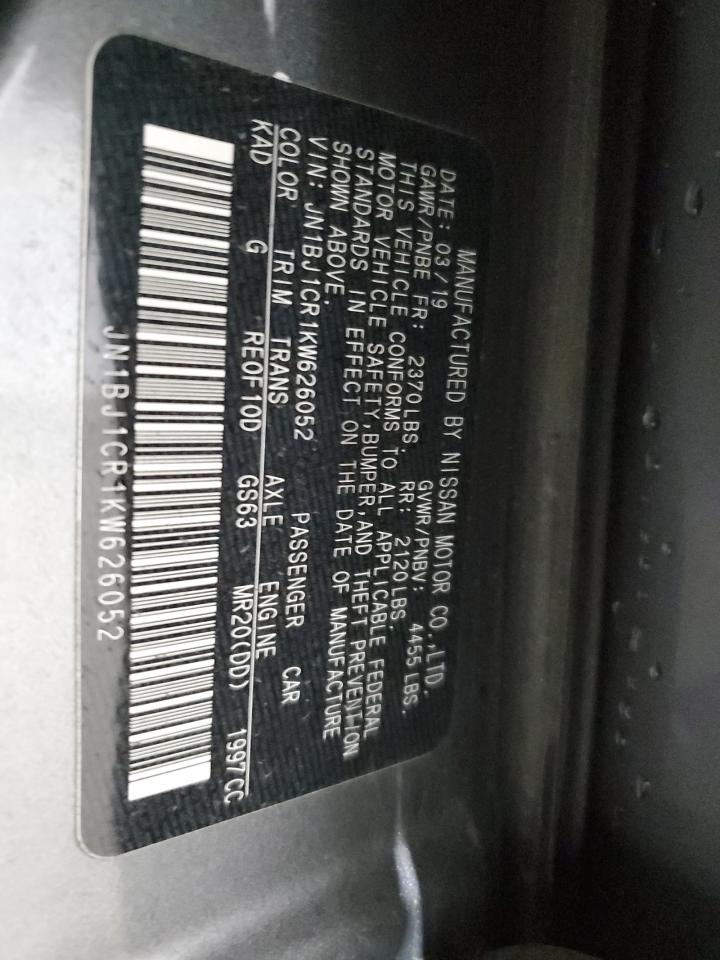 MANUFACTURED BY NISSAN MOTOR CO.,LTD.
DATE: 03/19 GVWR/PNBV: 4455 LBS.
GAWR/PNBE FR: 2370 LBS. RR: 2120 LBS.
THIS VEHICLE CONFORMS TO ALL APPLICABLE FEDERAL
MOTOR VEHICLE SAFETY,BUMPER,AND THEFT PREVENTION
STANDARDS IN EFFECT ON THE DATE OF MANUFACTURE
SHOWN ABOVE.
VIN: JN1BJ1CR1KW626052 PASSENGER CAR
COLOR TRIM TRANS AXLE ENGINE
KAD G RE0F10D GS63 MR20(DD) 1997CC
JN1BJ1CR1KW626052